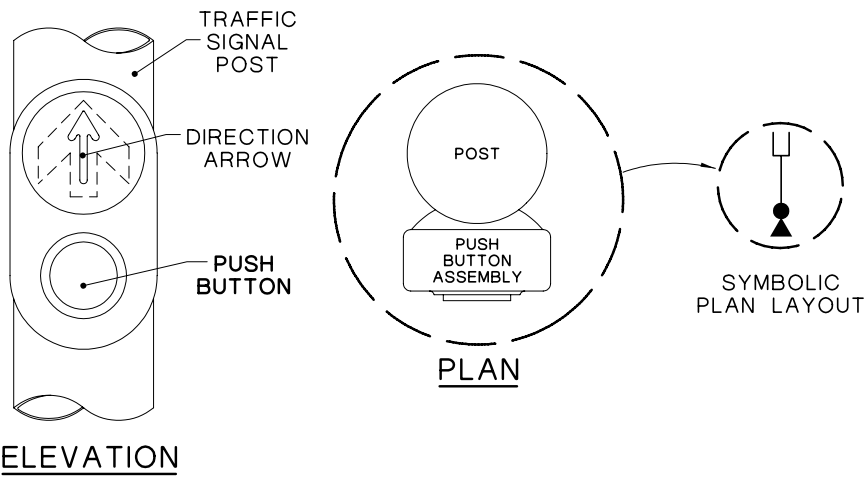 TRAFFIC
SIGNAL
POST
DIRECTION
ARROW
PUSH
BUTTON
ELEVATION
POST
PUSH
BUTTON
ASSEMBLY
PLAN
SYMBOLIC
PLAN LAYOUT